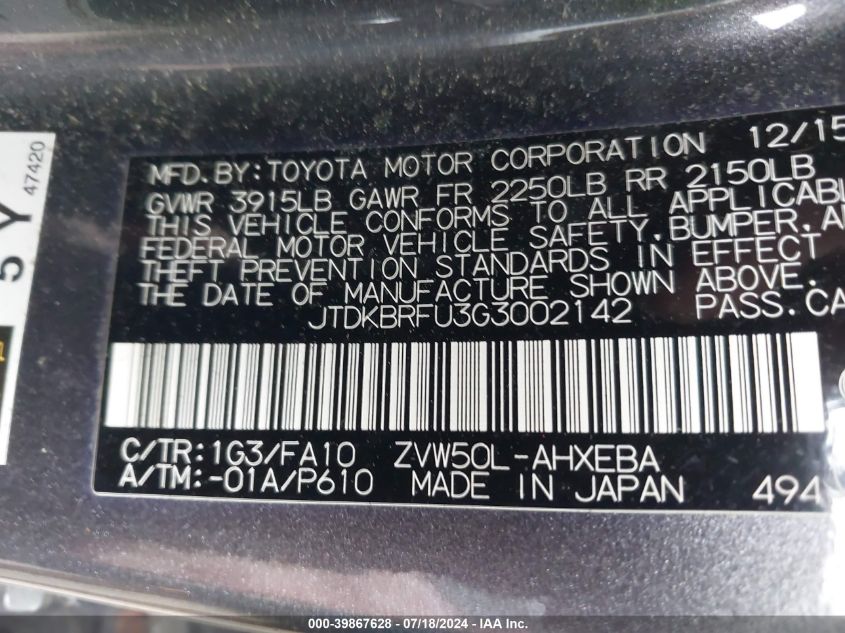 MFD. BY: TOYOTA MOTOR CORPORATION 12/15
GVWR 3915LB GAWR FR 2250LB RR 2150LB
THIS VEHICLE CONFORMS TO ALL APPLICABL
FEDERAL MOTOR VEHICLE SAFETY, BUMPER, A
THEFT PREVENTION STANDARDS IN EFFECT
THE DATE OF MANUFACTURE SHOWN ABOVE.
JTDKBRFU3G3002142 PASS. CA
C/TR: 1G3/FA10 ZVW50L-AHXEBA
A/TM: -01A/P610 MADE IN JAPAN 494
47420
5Y
000-39867628 - 07/18/2024 - IAA Inc.